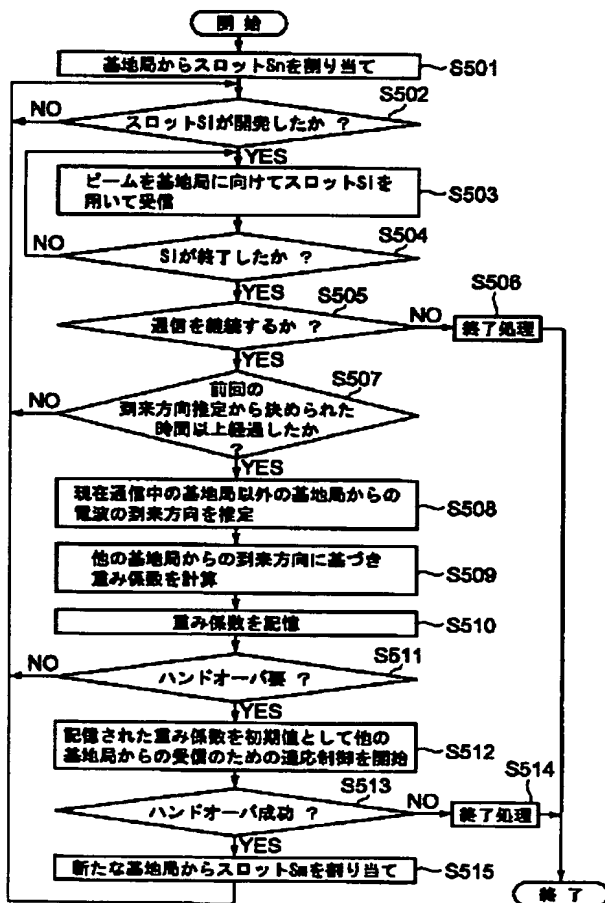 開始
基地局からスロットSnを割り当て
S501
S502
NO
スロットSiが開発したか ?
YES
ビームを基地局に向けてスロットSiを
用いて受信
S503
NO
S504
Siが終了したか ?
YES
S505
S506
通信を継続するか ?
NO
終了処理
YES
S507
NO
前回の
到来方向推定から決められた
時間以上経過したか
?
YES
現在通信中の基地局以外の基地局からの
電波の到来方向を推定
S508
他の基地局からの到来方向に基づき
重み係数を計算
S509
重み係数を記憶
S510
NO
S511
ハンドオーバ要 ?
YES
記憶された重み係数を初期値として他の
基地局からの受信のための適応制御を開始
S512
S513
S514
ハンドオーバ成功 ?
NO
終了処理
YES
新たな基地局からスロットSmを割り当て
S515
終了